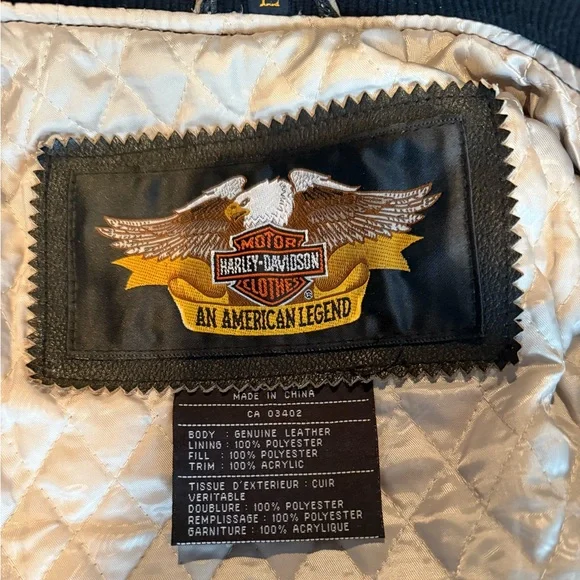 L
MOTOR
HARLEY-DAVIDSON
CLOTHES
®
AN AMERICAN LEGEND
MADE IN CHINA
CA 03402
BODY : GENUINE LEATHER
LINING : 100% POLYESTER
FILL : 100% POLYESTER
TRIM : 100% ACRYLIC
TISSUE D'EXTERIEUR : CUIR
VERITABLE
DOUBLURE : 100% POLYESTER
REMPLISSAGE : 100% POLYESTER
GARNITURE : 100% ACRYLIQUE